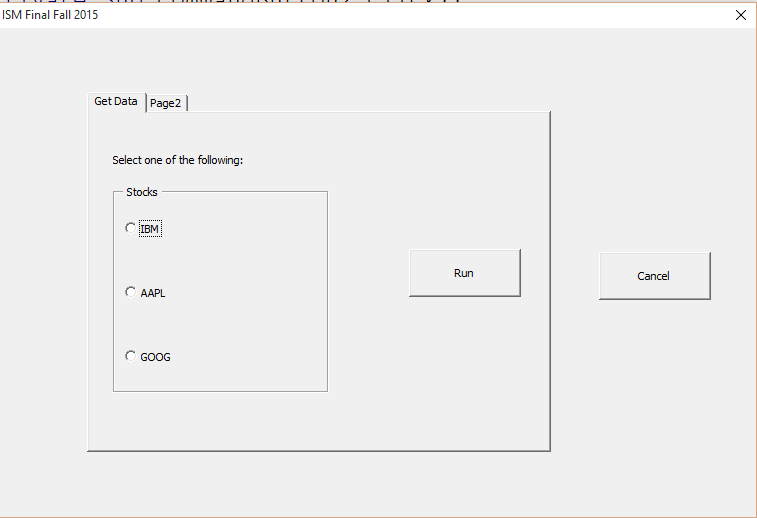 ISM Final Fall 2015
Get Data
Page2
Select one of the following:
Stocks
IBM
AAPL
GOOG
Run
Cancel